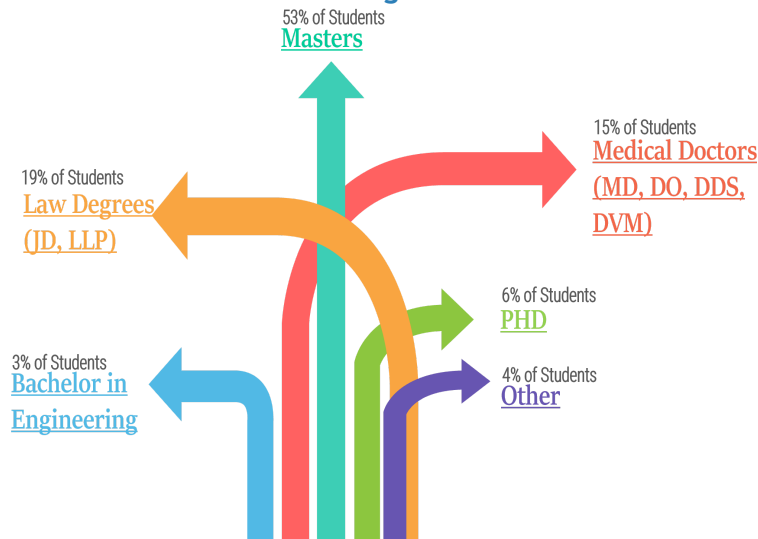 53% of Students
Masters
15% of Students
Medical Doctors
(MD, DO, DDS,
DVM)
19% of Students
Law Degrees
(JD, LLP)
6% of Students
PHD
3% of Students
Bachelor in
Engineering
4% of Students
Other